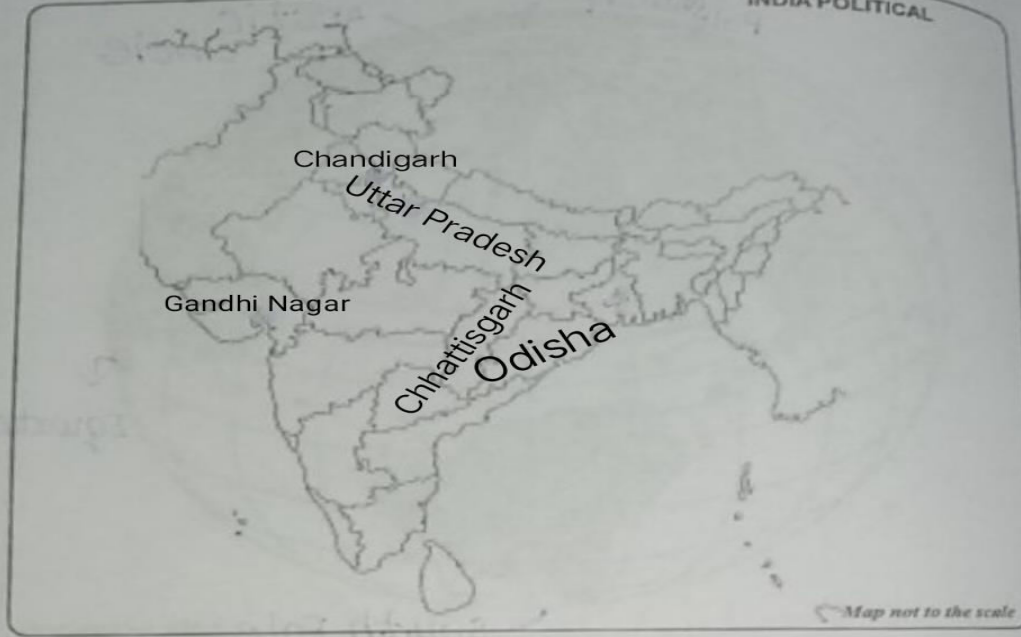 INDIA POLITICAL
Chandigarh
Uttar Pradesh
Gandhi Nagar
Chhattisgarh
Odisha
Map not to the scale